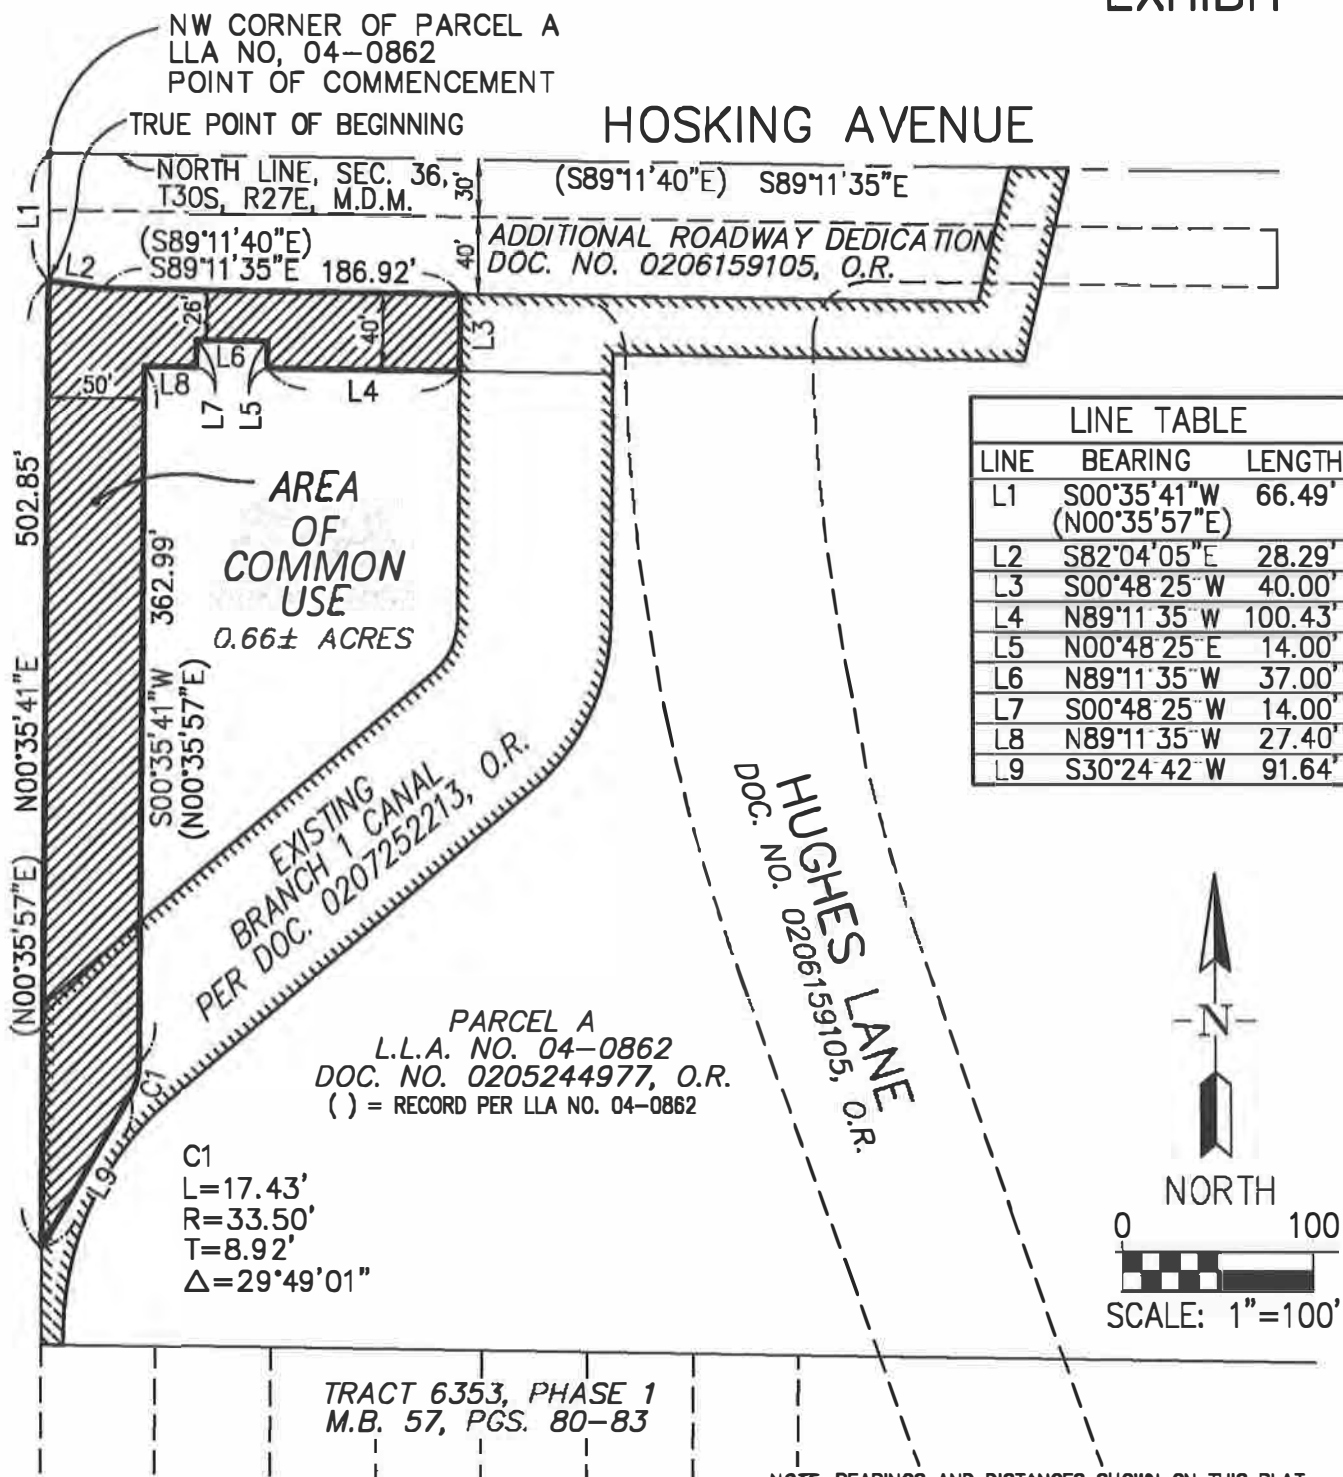 EXHIBIT
NW CORNER OF PARCEL A
LLA NO, 04-0862
POINT OF COMMENCEMENT
TRUE POINT OF BEGINNING
HOSKING AVENUE
NORTH LINE, SEC. 36,
T30S, R27E, M.D.M.
30'
(S89°11'40"E) S89°11'35"E
L1
(S89°11'40"E)
S89°11'35"E 186.92'
L2
40'
ADDITIONAL ROADWAY DEDICATION
DOC. NO. 0206159105, O.R.
26'
40'
L3
L6
50'
L8
L7
L5
L4
AREA
OF
COMMON
USE
0.66± ACRES
(N00°35'57"E) N00°35'41"E 502.85'
362.99'
S00°35'41"W
(N00°35'57"E)
LINE TABLE
LINE BEARING LENGTH
L1 S00°35'41"W 66.49'
(N00°35'57"E)
L2 S82°04'05"E 28.29'
L3 S00°48'25"W 40.00'
L4 N89°11'35"W 100.43'
L5 N00°48'25"E 14.00'
L6 N89°11'35"W 37.00'
L7 S00°48'25"W 14.00'
L8 N89°11'35"W 27.40'
L9 S30°24'42"W 91.64'
EXISTING
BRANCH 1 CANAL
PER DOC. 0207252213, O.R.
HUGHES LANE
DOC. NO. 0206159105, O.R.
PARCEL A
L.L.A. NO. 04-0862
DOC. NO. 0205244977, O.R.
( ) = RECORD PER LLA NO. 04-0862
C1
L9
C1
L=17.43'
R=33.50'
T=8.92'
Δ=29°49'01"
N
NORTH
0 100
SCALE: 1"=100'
TRACT 6353, PHASE 1
M.B. 57, PGS. 80-83
NOTE BEARINGS AND DISTANCES SHOWN ON THIS PLAT